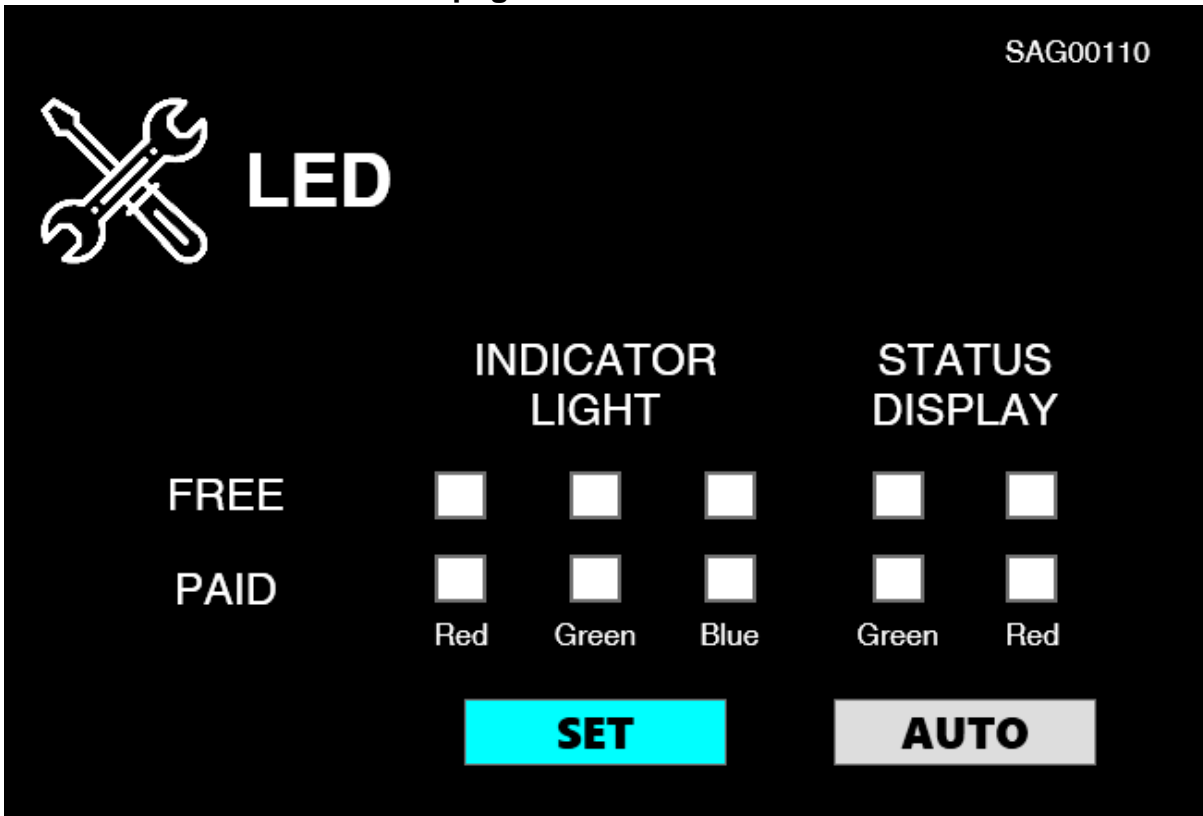 SAG00110
LED
INDICATOR STATUS
LIGHT DISPLAY
FREE
PAID
Red Green Blue Green Red
SET AUTO